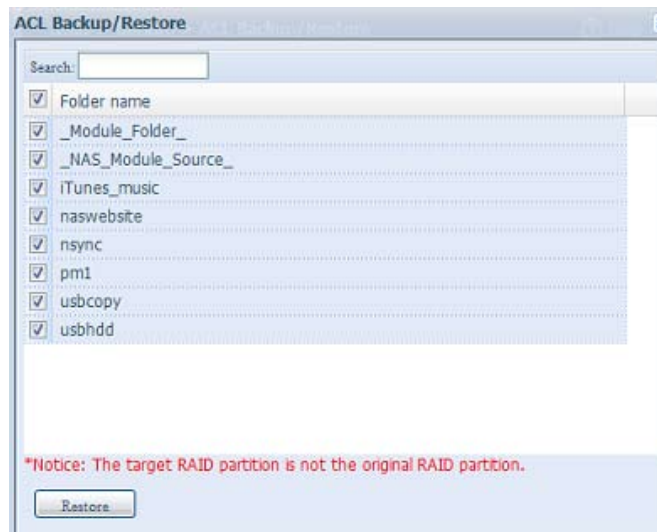 ACL Backup/Restore
Search:
Folder name
_Module_Folder_
_NAS_Module_Source_
iTunes_music
naswebsite
nsync
pm1
usbcopy
usbhdd
*Notice: The target RAID partition is not the original RAID partition.
Restore